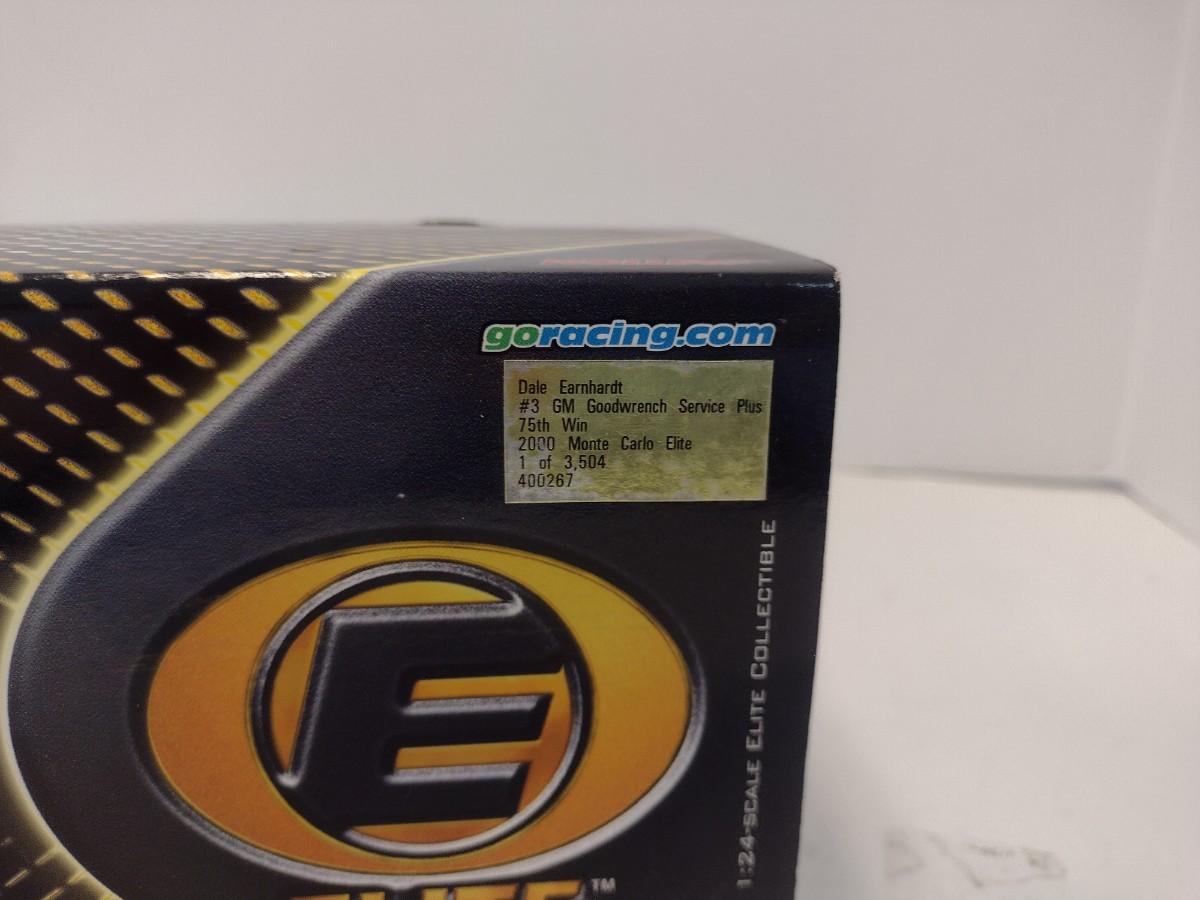 goracing.com
Dale Earnhardt
#3 GM Goodwrench Service Plus
75th Win
2000 Monte Carlo Elite
1 of 3,504
400267
1:24-SCALE ELITE COLLECTIBLE
E
ELITE™